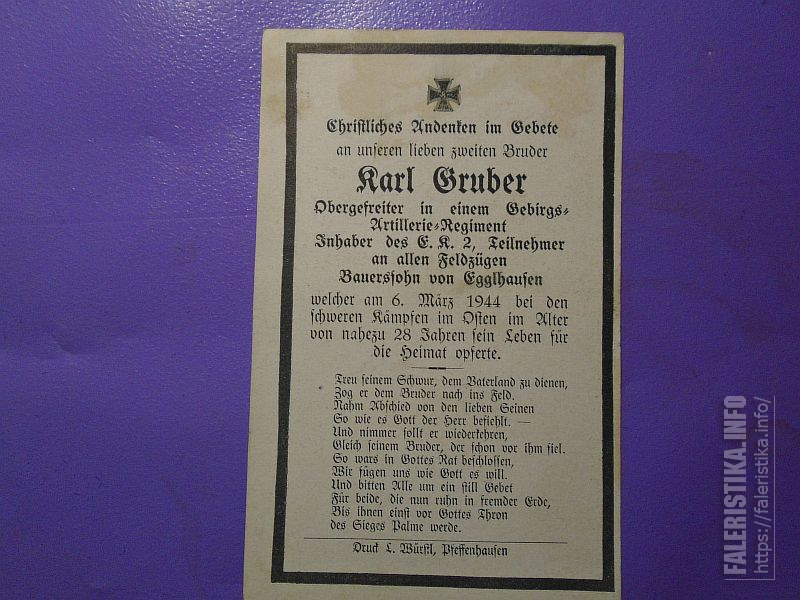 Christliches Andenken im Gebete
an unseren lieben zweiten Bruder
Karl Gruber
Obergefreiter in einem Gebirgs-
Artillerie-Regiment
Inhaber des E. K. 2, Teilnehmer
an allen Feldzügen
Bauerssohn von Egglhausen
welcher am 6. März 1944 bei den
schweren Kämpfen im Osten im Alter
von nahezu 28 Jahren sein Leben für
die Heimat opferte.
Treu seinem Schwur, dem Vaterland zu dienen,
Zog er dem Bruder nach ins Feld.
Nahm Abschied von den lieben Seinen
So wie es Gott der Herr befiehlt. —
Und nimmer sollt er wiederkehren,
Gleich seinem Bruder, der schon vor ihm fiel.
So wars in Gottes Rat beschlossen,
Wir fügen uns wie Gott es will.
Und bitten Alle um ein still Gebet
Für beide, die nun ruhn in fremder Erde,
Bis ihnen einst vor Gottes Thron
des Sieges Palme werde.
Druck L. Würstl, Pfeffenhausen
FALERISTIKA.INFO
https://faleristika.info/